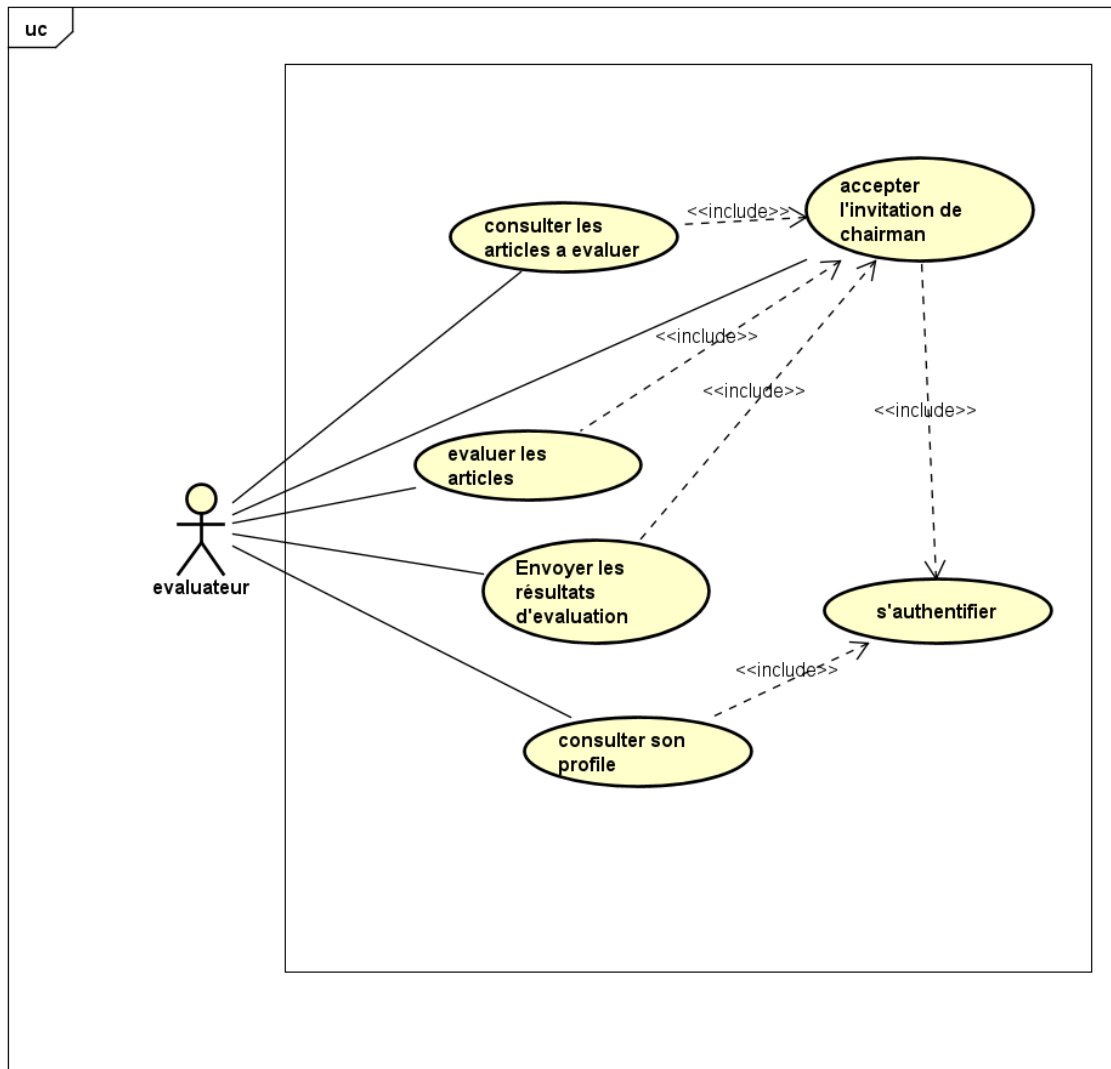 uc
accepter
l'invitation de
chairman
<<include>>
consulter les
articles a evaluer
<<include>>
<<include>>
<<include>>
evaluer les
articles
evaluateur
Envoyer les
résultats
d'evaluation
s'authentifier
<<include>>
consulter son
profile